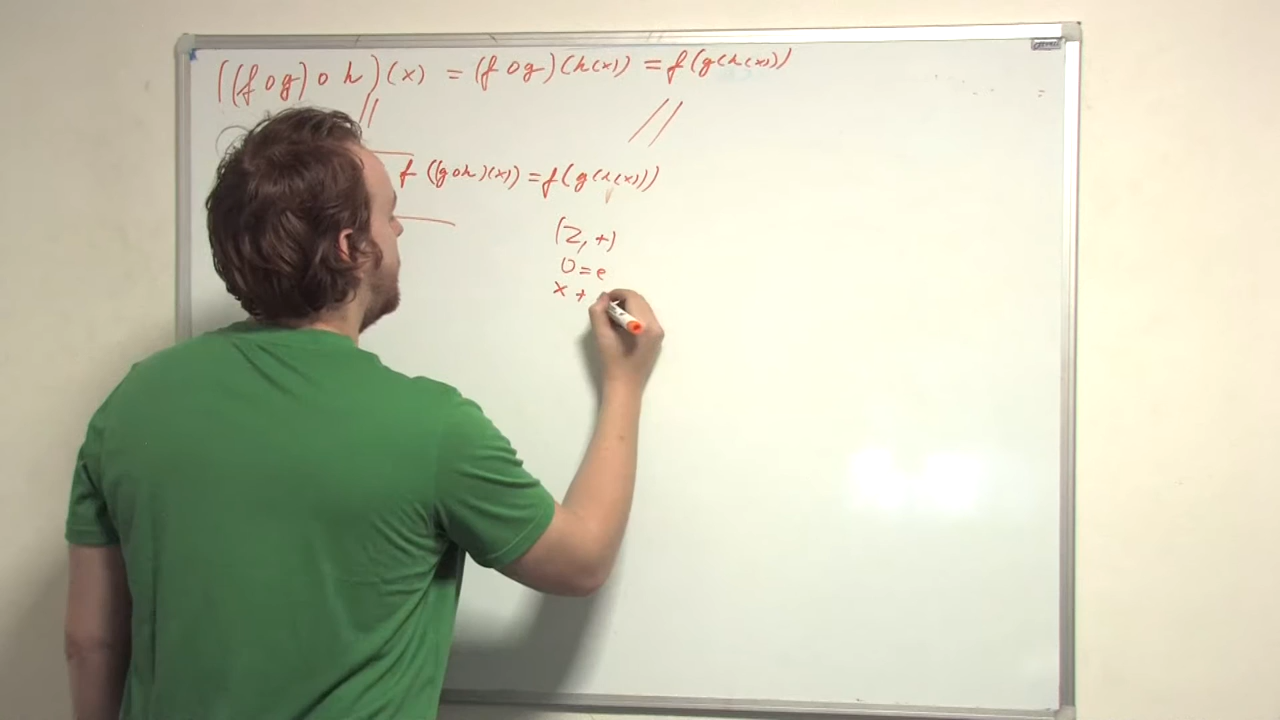 ((f o g) o h)(x) = (f o g)(h(x)) = f(g(h(x)))
// //
f((g o h)(x)) = f(g(h(x)))
(Z, +)
0 = e
x +